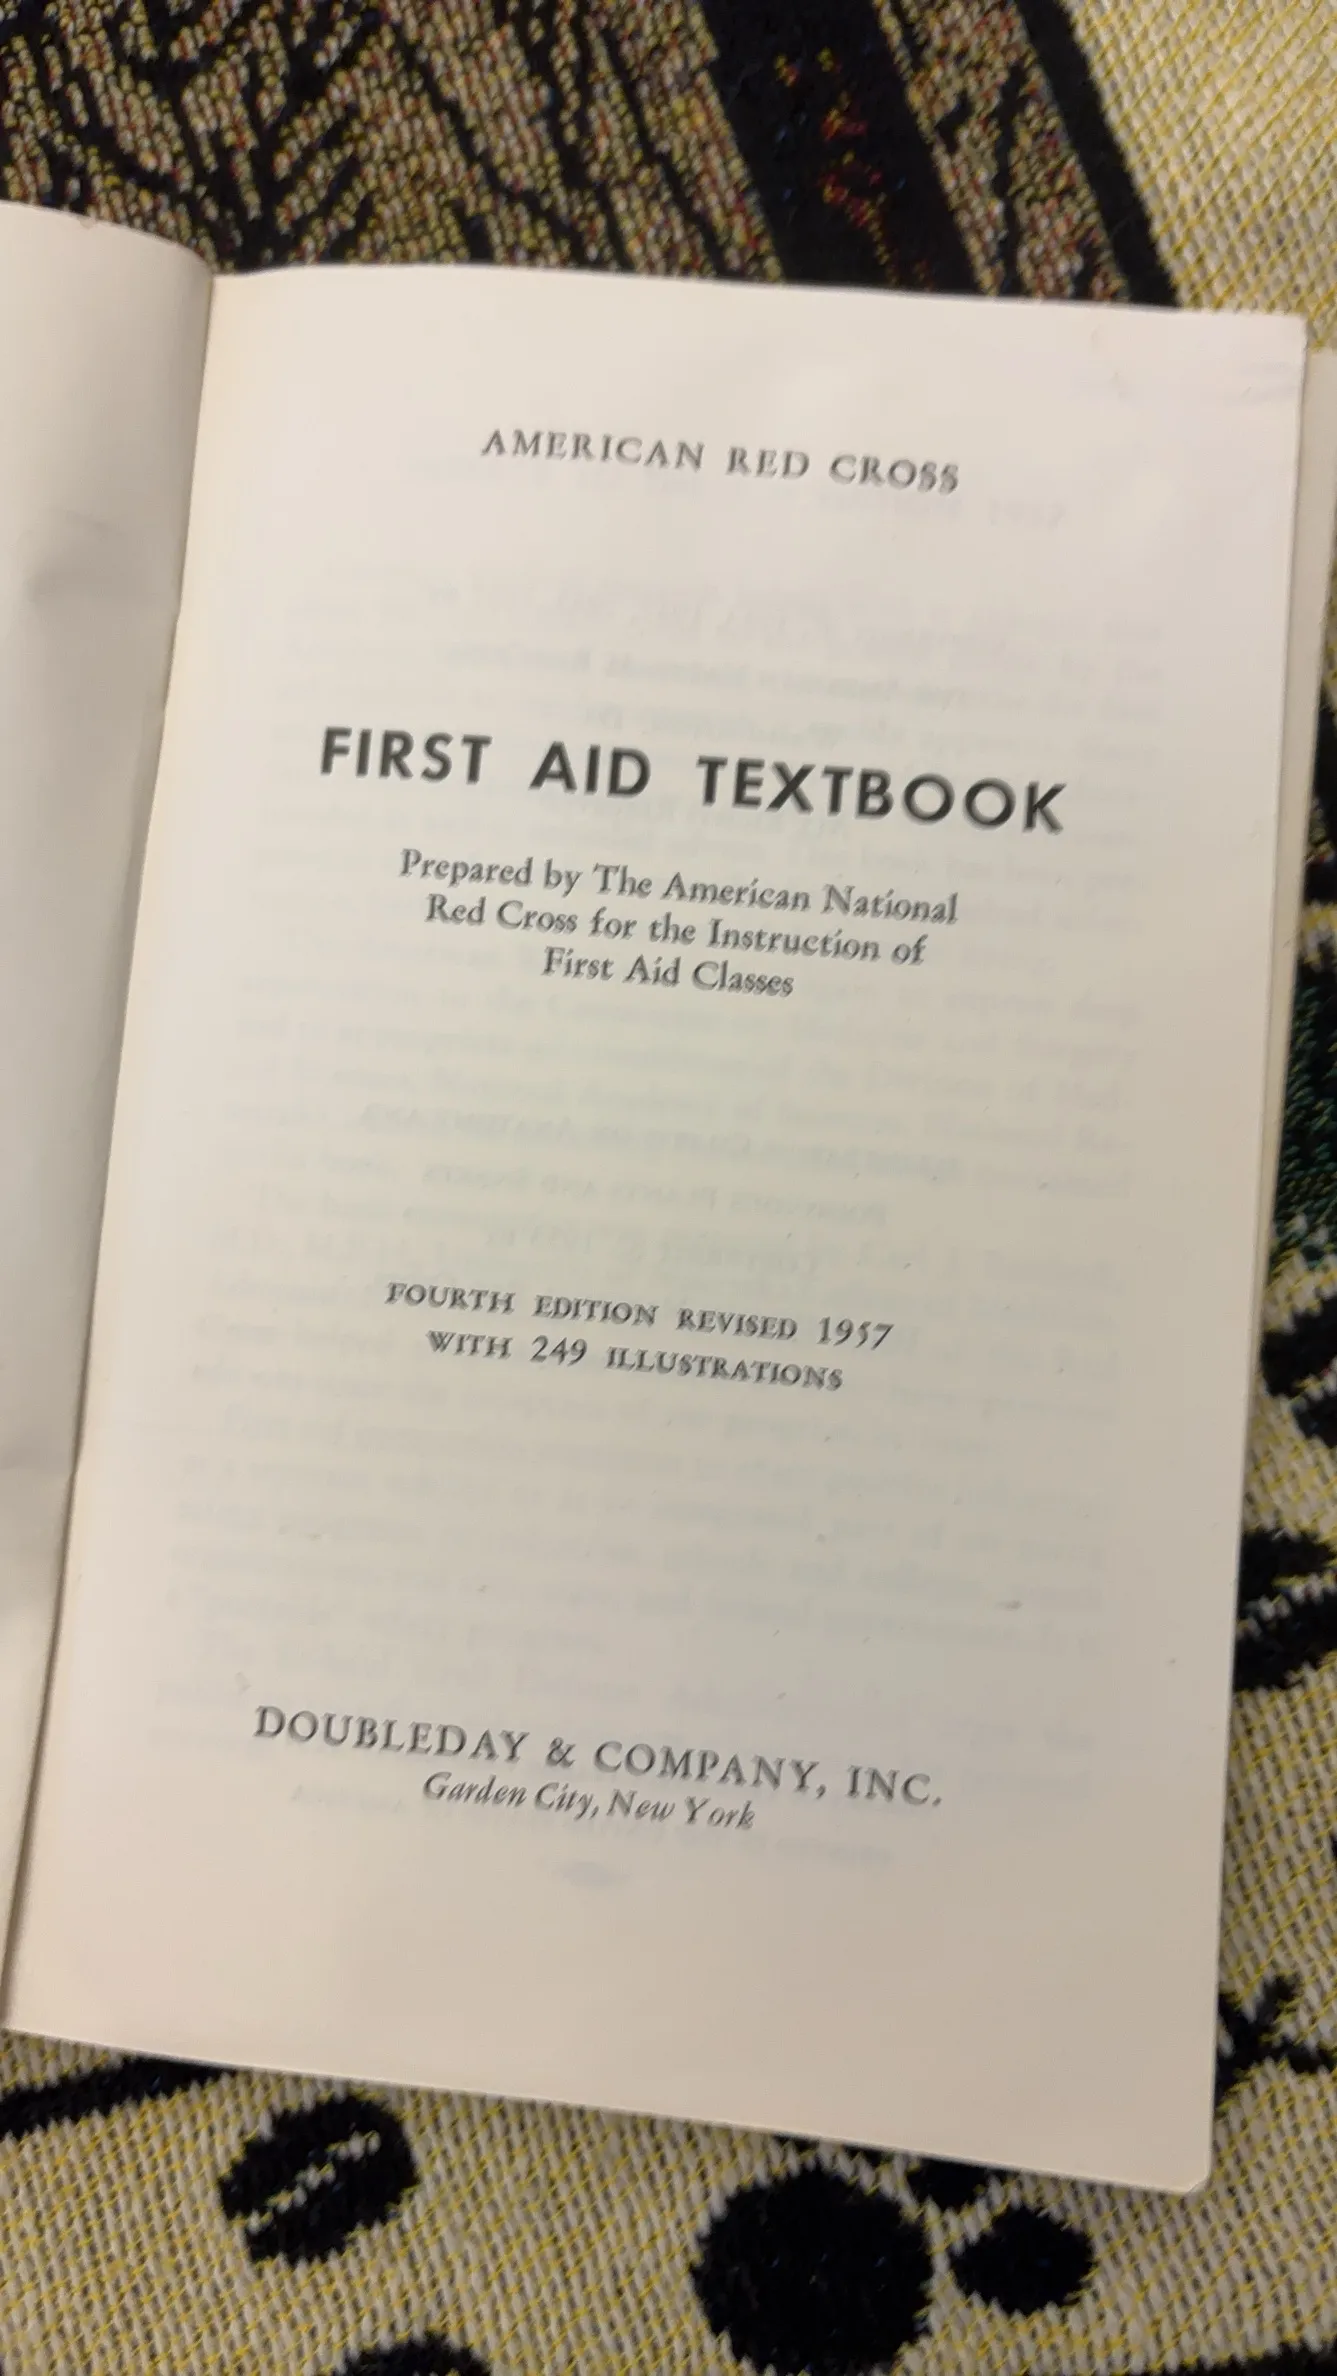 AMERICAN RED CROSS
FIRST AID TEXTBOOK
Prepared by The American National
Red Cross for the Instruction of
First Aid Classes
FOURTH EDITION REVISED 1957
WITH 249 ILLUSTRATIONS
DOUBLEDAY & COMPANY, INC.
Garden City, New York